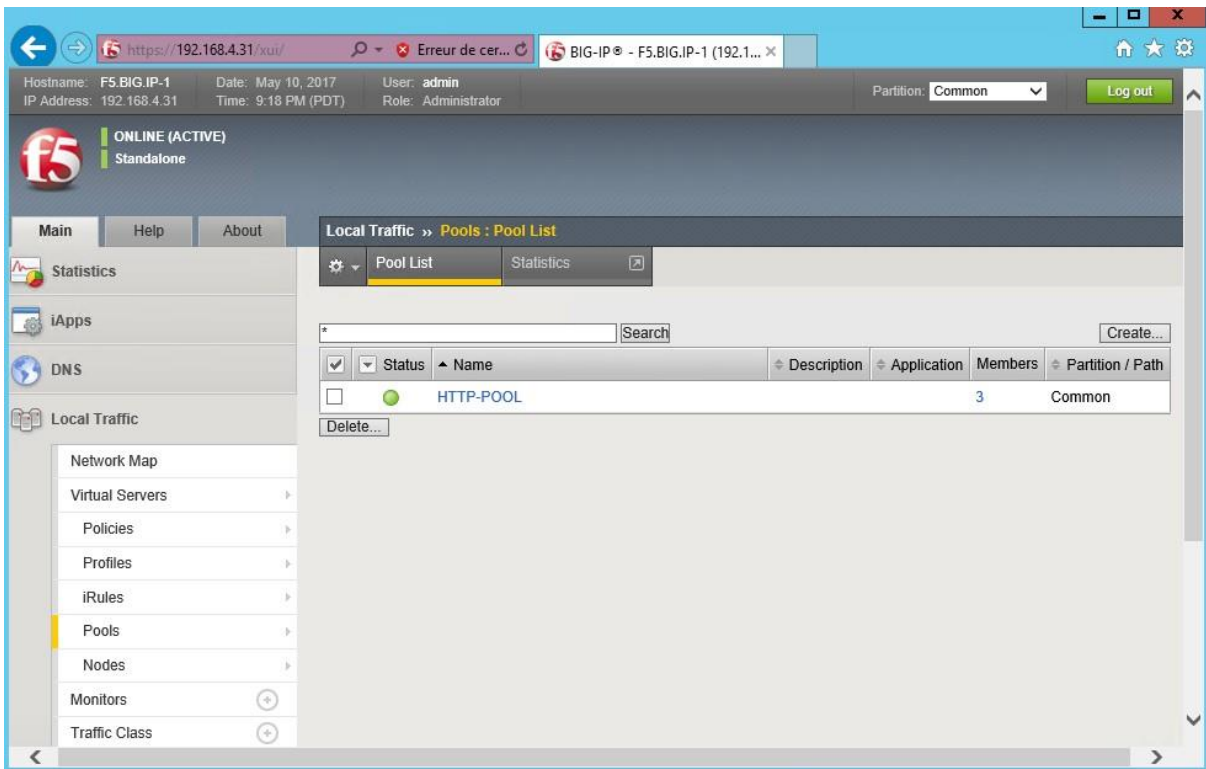 https://192.168.4.31/xui/ Erreur de cer... BIG-IP® - F5.BIG.IP-1 (192.1...
Hostname: F5.BIG.IP-1 Date: May 10, 2017 User: admin
IP Address: 192.168.4.31 Time: 9:18 PM (PDT) Role: Administrator
Partition: Common Log out
f5
ONLINE (ACTIVE)
Standalone
Main Help About
Statistics
iApps
DNS
Local Traffic
Network Map
Virtual Servers
Policies
Profiles
iRules
Pools
Nodes
Monitors
Traffic Class
Local Traffic ›› Pools : Pool List
Pool List Statistics
* Search Create...
Status Name Description Application Members Partition / Path
HTTP-POOL 3 Common
Delete...